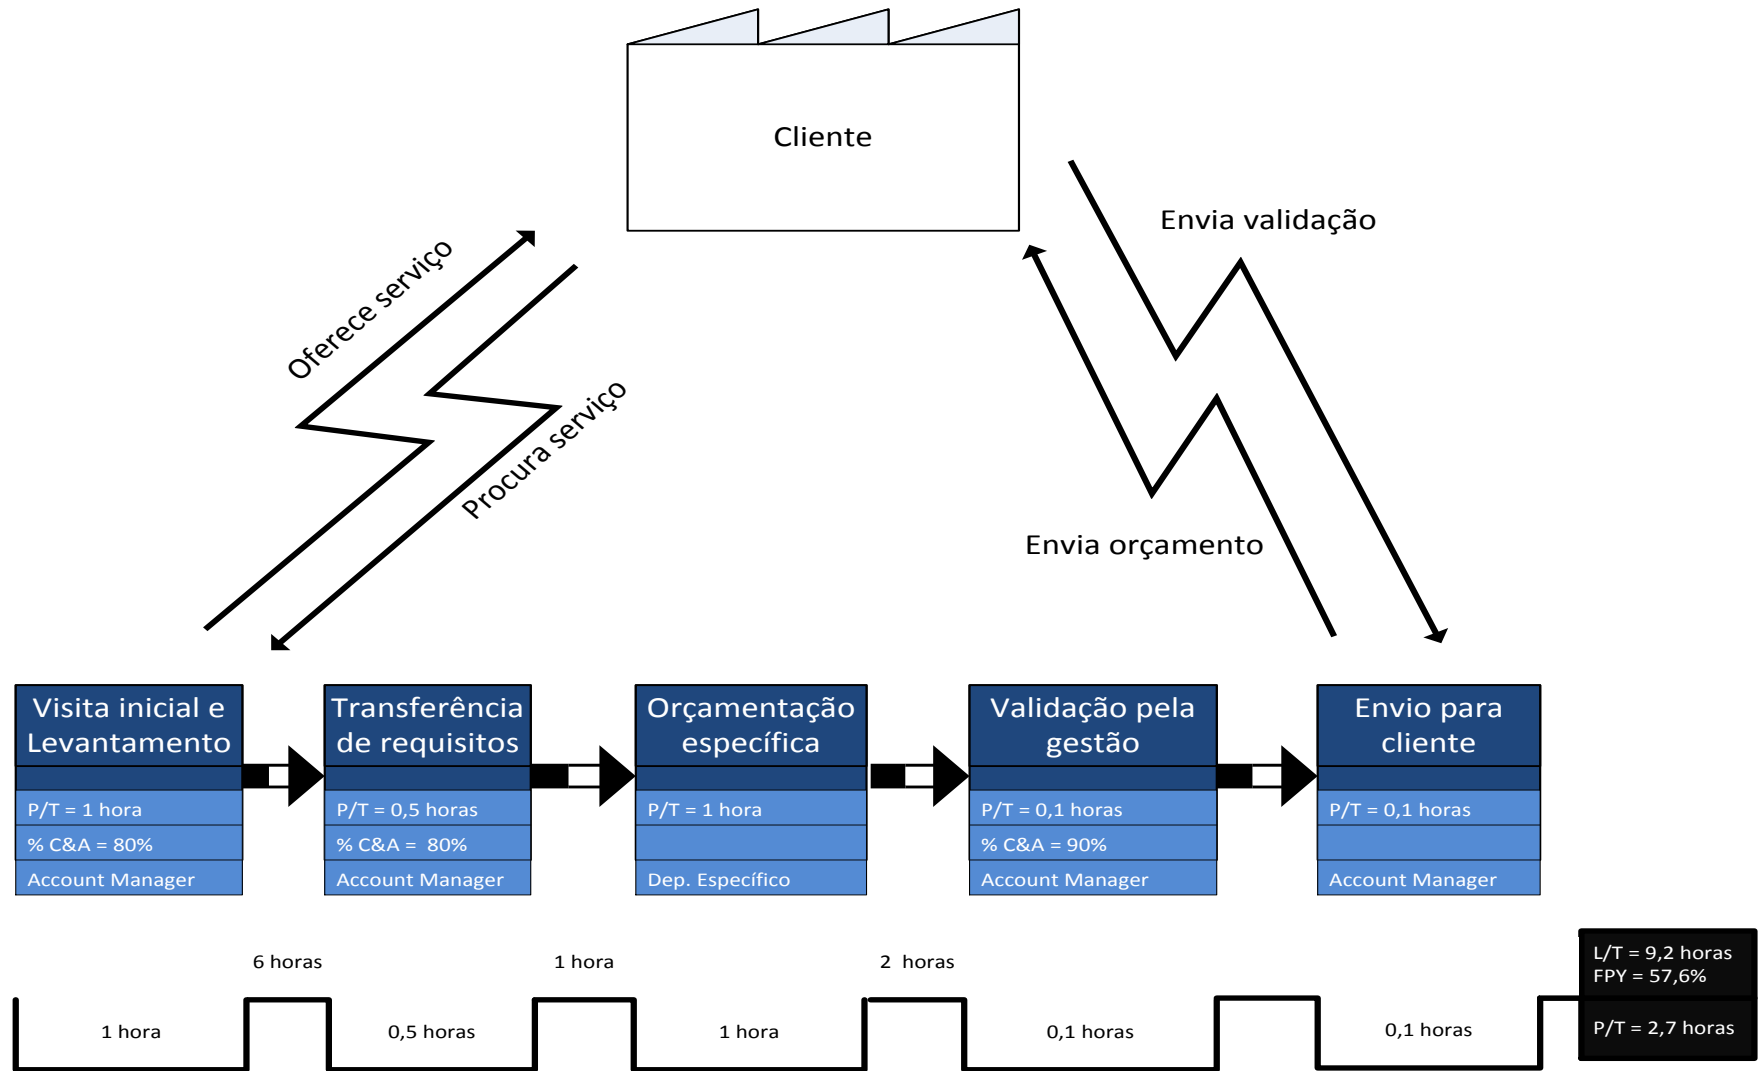 Cliente
Envia validação
Oferece serviço
Procura serviço
Envia orçamento
Visita inicial e
Levantamento
P/T = 1 hora
% C&A = 80%
Account Manager
Transferência
de requisitos
P/T = 0,5 horas
% C&A =  80%
Account Manager
Orçamentação
específica
P/T = 1 hora
Dep. Específico
Validação pela
gestão
P/T = 0,1 horas
% C&A = 90%
Account Manager
Envio para
cliente
P/T = 0,1 horas
Account Manager
6 horas
1 hora
2  horas
1 hora
0,5 horas
1 hora
0,1 horas
0,1 horas
L/T = 9,2 horas
FPY = 57,6%
P/T = 2,7 horas